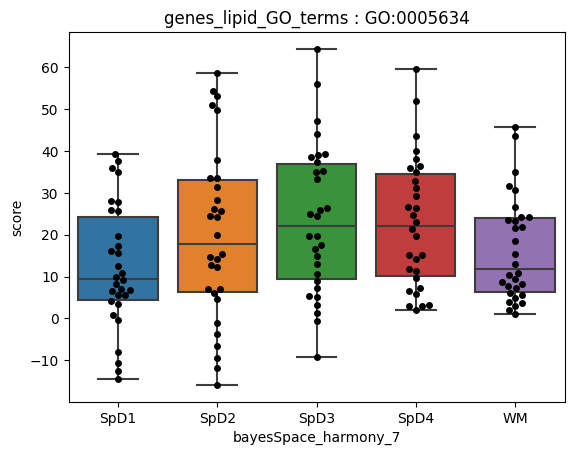 genes_lipid_GO_terms : GO:0005634
score
60
50
40
30
20
10
0
−10
SpD1 SpD2 SpD3 SpD4 WM
bayesSpace_harmony_7